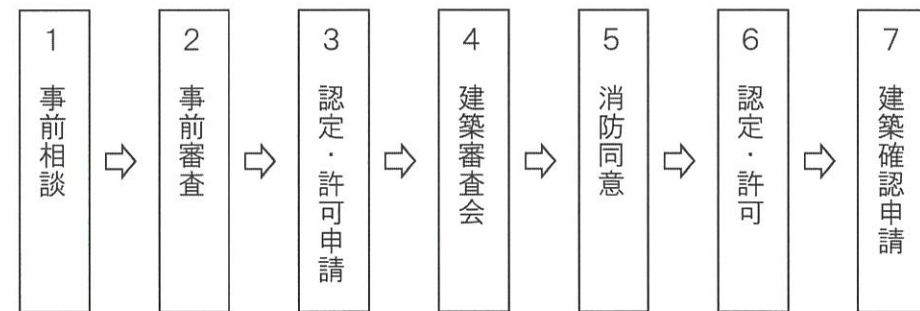 1 事前相談
2 事前審査
3 認定・許可申請
4 建築審査会
5 消防同意
6 認定・許可
7 建築確認申請